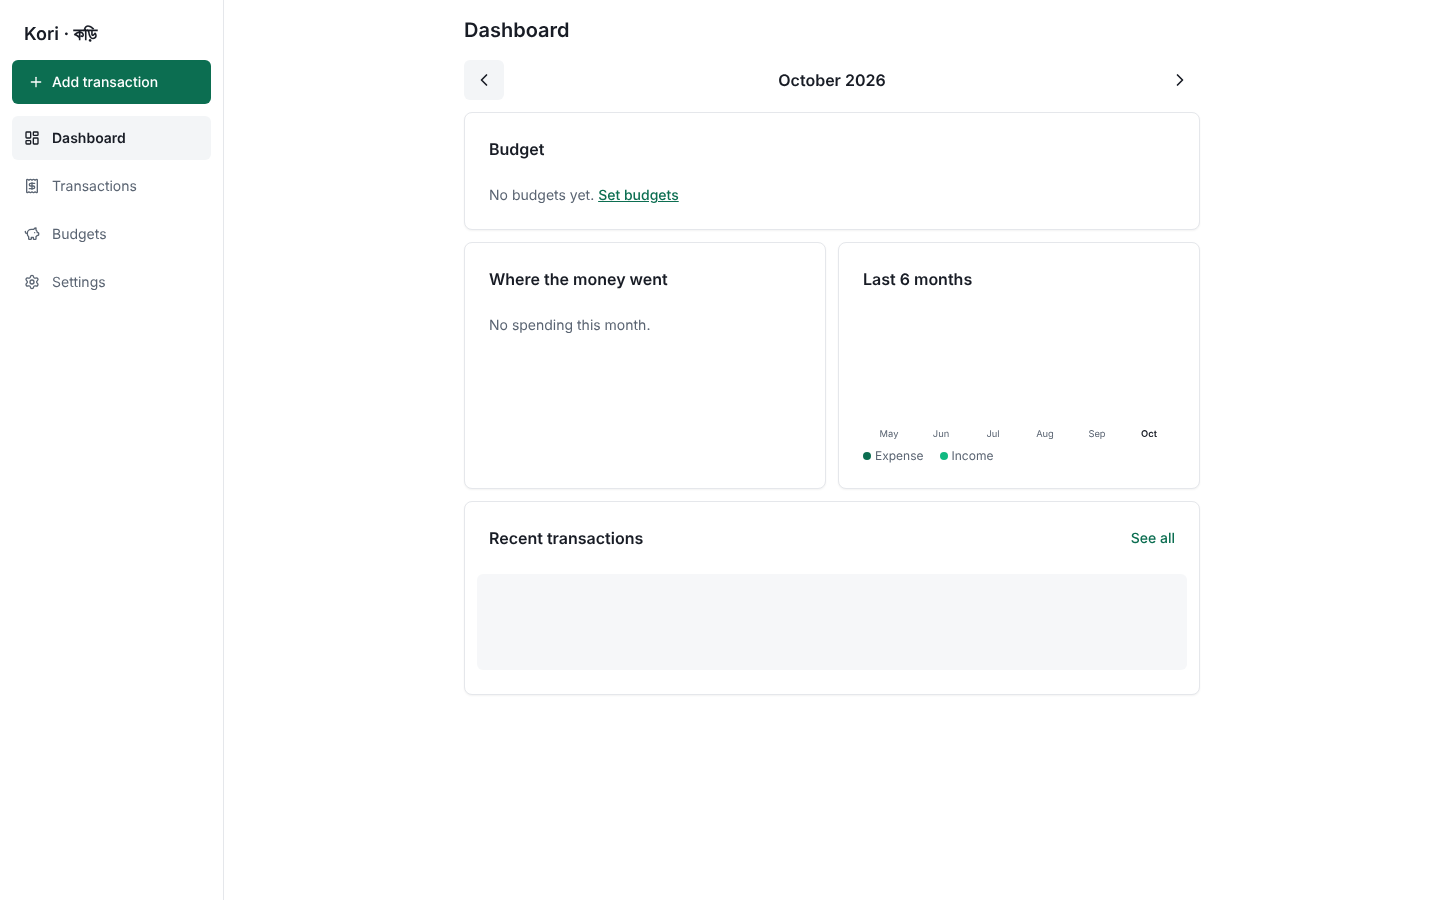 Kori · কড়ি
Add transaction
Dashboard
Transactions
Budgets
Settings
Dashboard
October 2026
Budget
No budgets yet. Set budgets
Where the money went
No spending this month.
Last 6 months
May Jun Jul Aug Sep Oct
Expense Income
Recent transactions See all